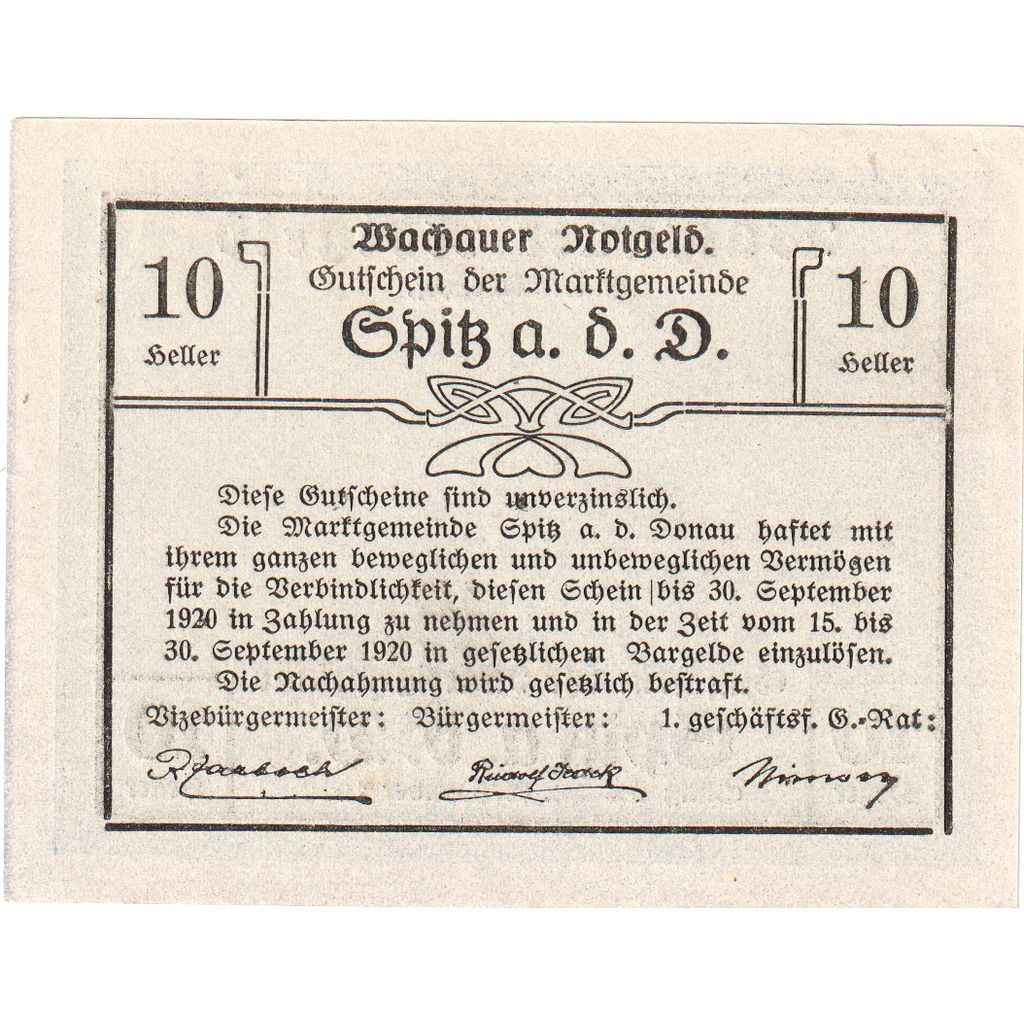 Wachauer Notgeld.
10 Gutschein der Marktgemeinde 10
Heller Spitz a. d. D. Heller
Diese Gutscheine sind unverzinslich.
Die Marktgemeinde Spitz a. d. Donau haftet mit
ihrem ganzen beweglichen und unbeweglichen Vermögen
für die Verbindlichkeit, diesen Schein bis 30. September
1920 in Zahlung zu nehmen und in der Zeit vom 15. bis
30. September 1920 in gesetzlichem Bargelde einzulösen.
Die Nachahmung wird gesetzlich bestraft.
Vizebürgermeister: Bürgermeister: 1. geschäftsf. G.-Rat:
Rudolf